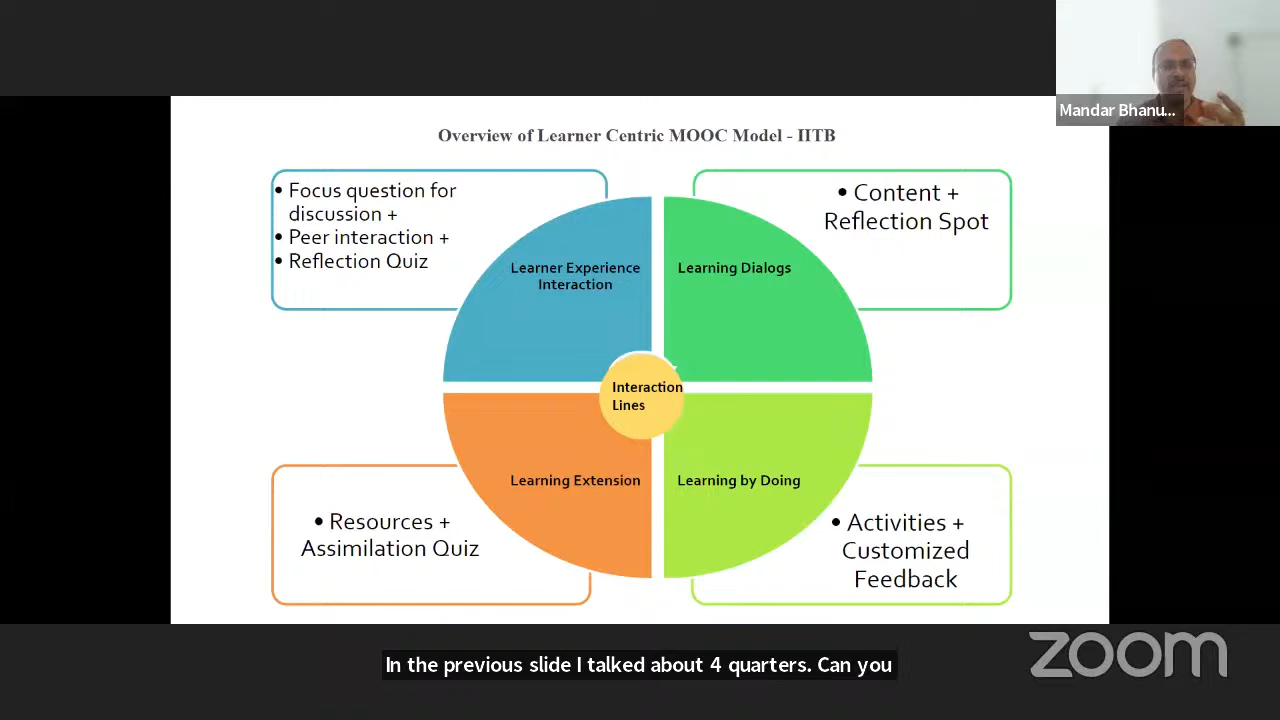 Mandar Bhanu...
Overview of Learner Centric MOOC Model - IITB
• Focus question for
discussion +
• Peer interaction +
• Reflection Quiz
• Content +
Reflection Spot
Learner Experience
Interaction
Learning Dialogs
Interaction
Lines
Learning Extension
Learning by Doing
• Resources +
Assimilation Quiz
• Activities +
Customized
Feedback
zoom
In the previous slide I talked about 4 quarters. Can you